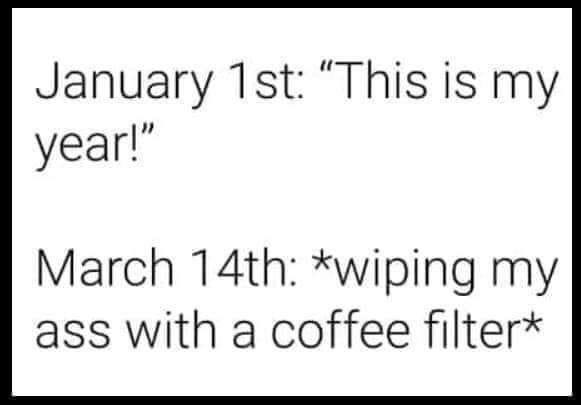 January 1st: “This is my
year!”
March 14th: *wiping my
ass with a coffee filter*